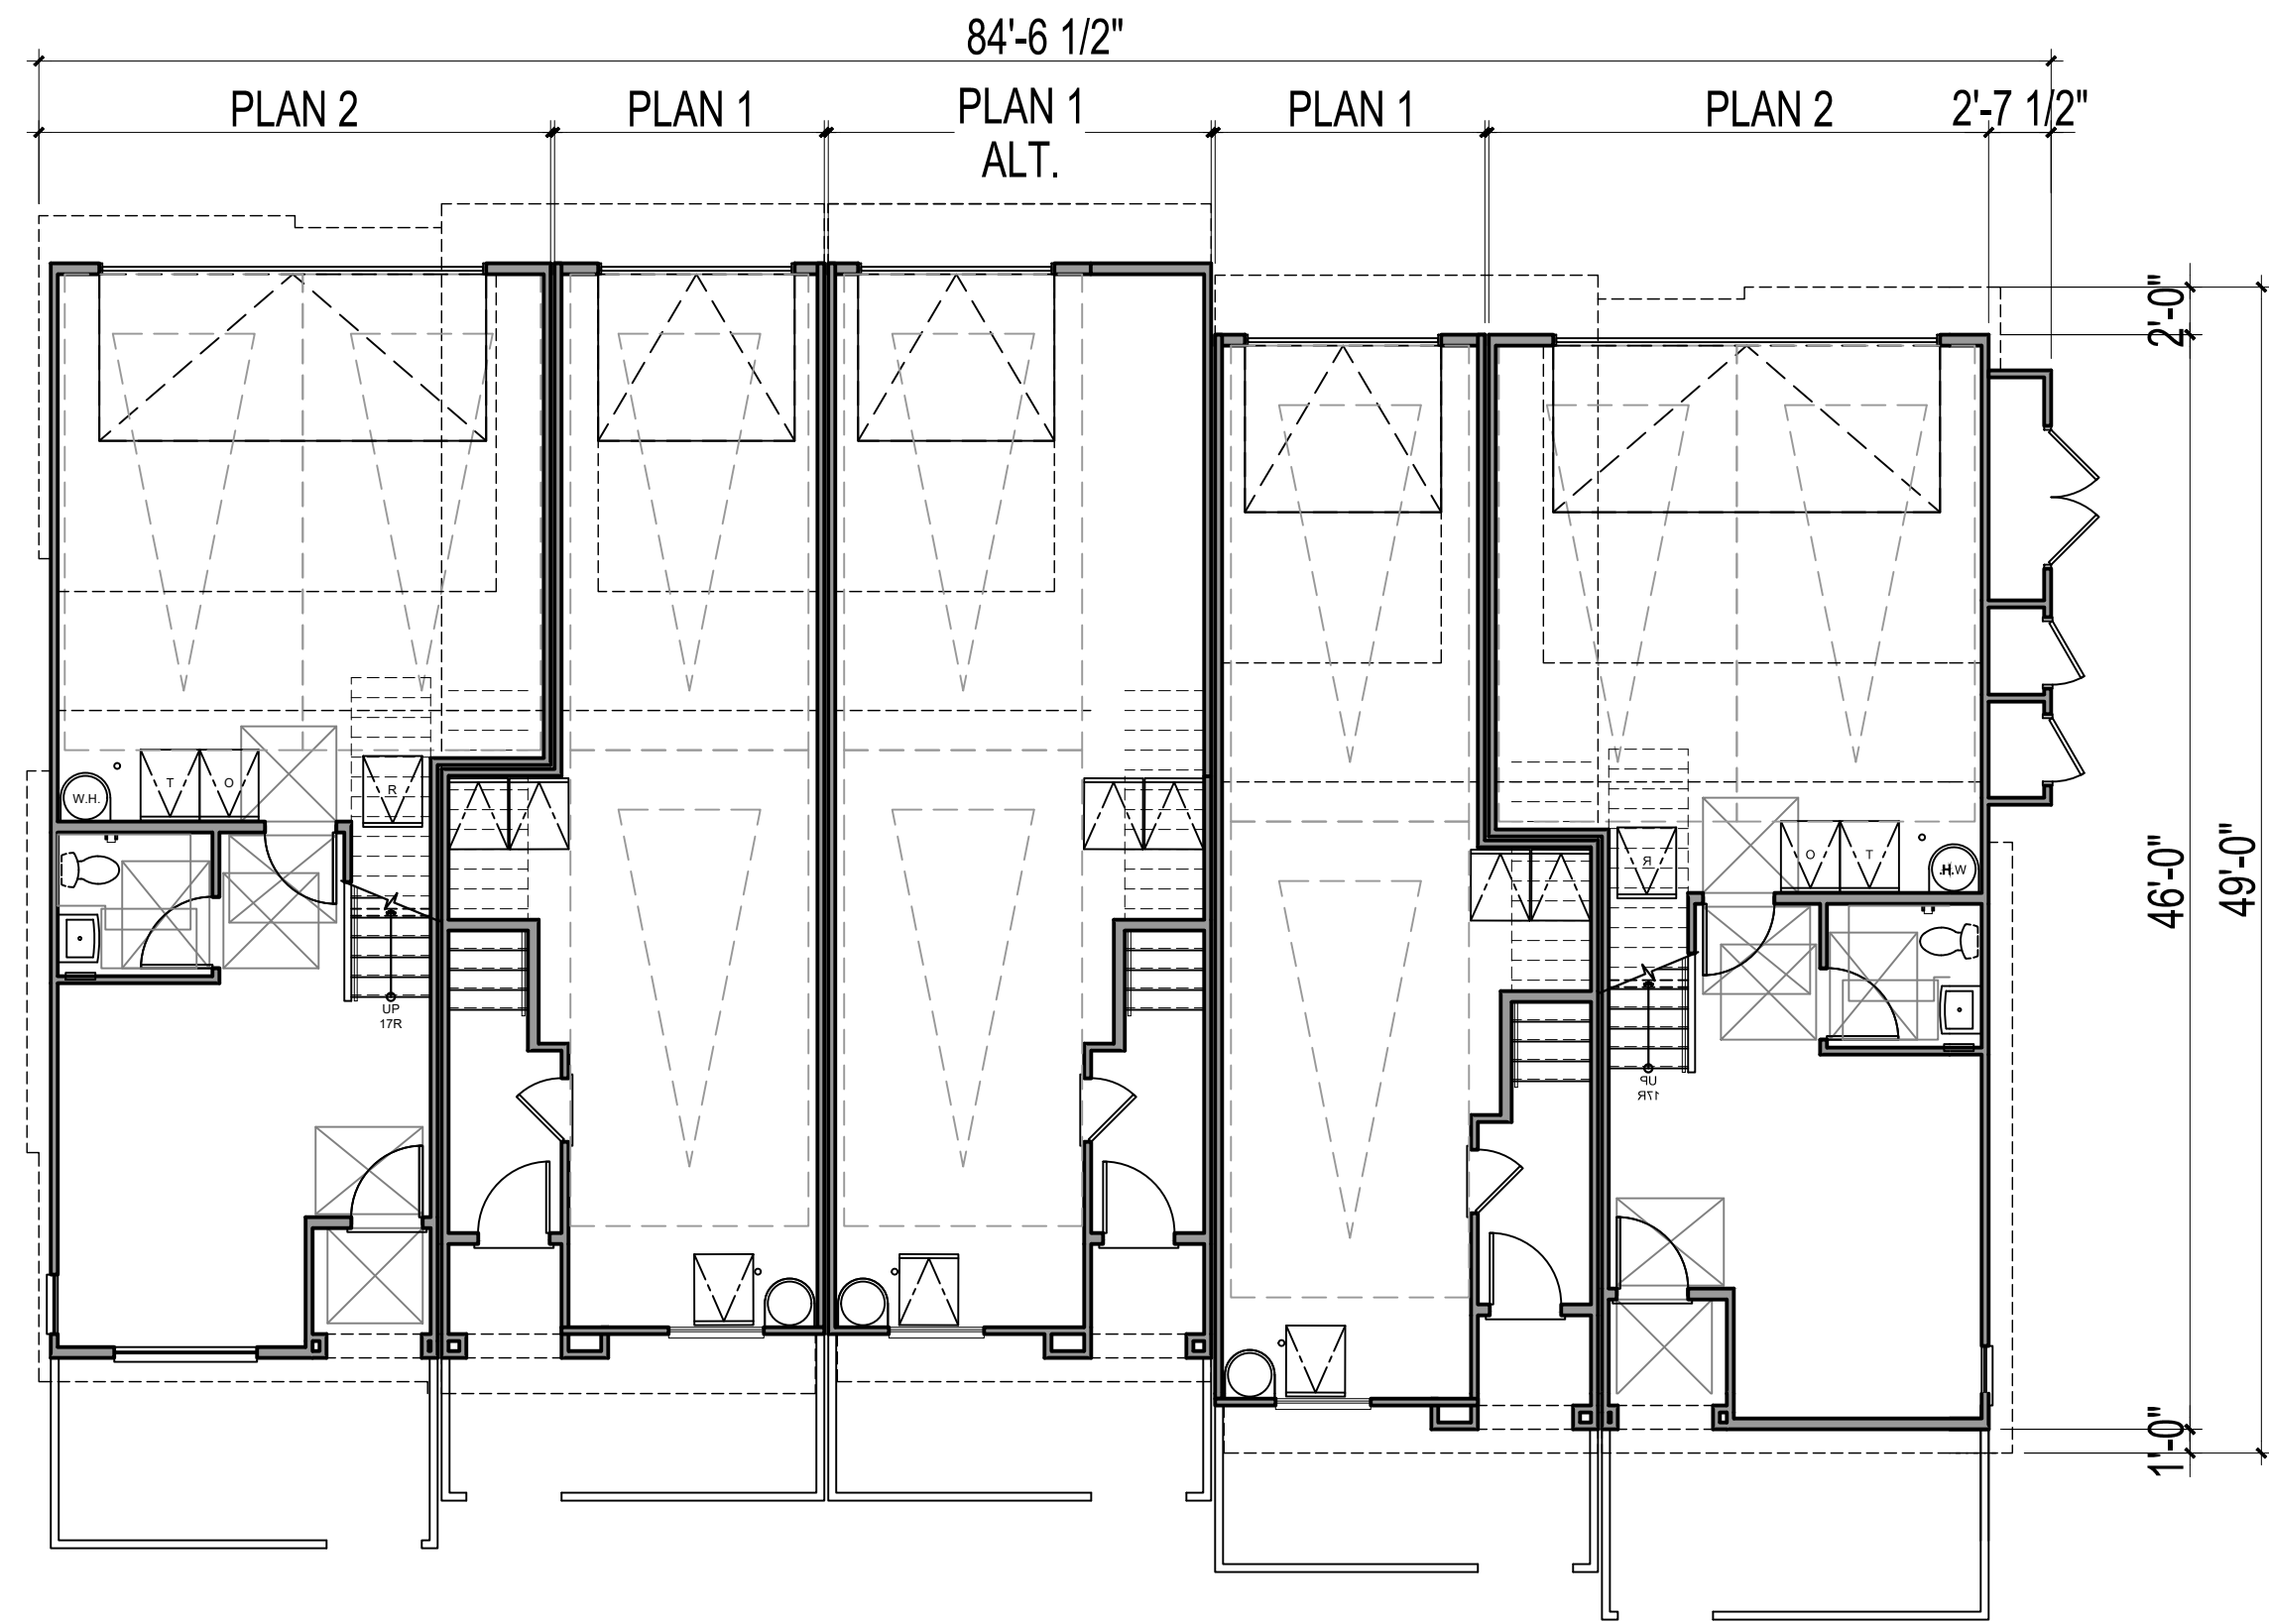 84'-6 1/2"
PLAN 2
PLAN 1
PLAN 1
ALT.
PLAN 1
PLAN 2
2'-7 1/2"
2'-0"
46'-0"
49'-0"
1'-0"
W.H.
T
O
R
UP
17R
R
O
T
W.H.
UP
17R